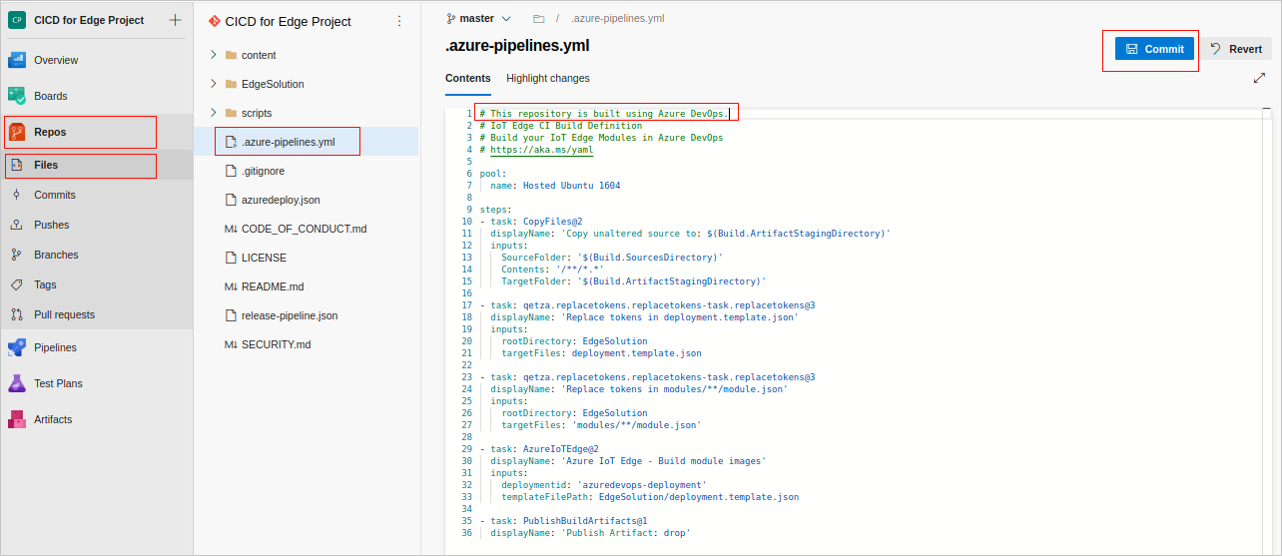 CP CICD for Edge Project
Overview
Boards
Repos
Files
Commits
Pushes
Branches
Tags
Pull requests
Pipelines
Test Plans
Artifacts
CICD for Edge Project
content
EdgeSolution
scripts
.azure-pipelines.yml
.gitignore
azuredeploy.json
M↓ CODE_OF_CONDUCT.md
LICENSE
M↓ README.md
release-pipeline.json
M↓ SECURITY.md
master / .azure-pipelines.yml
.azure-pipelines.yml
Commit
Revert
Contents Highlight changes
1 # This repository is built using Azure DevOps.
2 # IoT Edge CI Build Definition
3 # Build your IoT Edge Modules in Azure DevOps
4 # https://aka.ms/yaml
5
6 pool:
7 name: Hosted Ubuntu 1604
8
9 steps:
10 - task: CopyFiles@2
11 displayName: 'Copy unaltered source to: $(Build.ArtifactStagingDirectory)'
12 inputs:
13 SourceFolder: '$(Build.SourcesDirectory)'
14 Contents: '/**/*.*'
15 TargetFolder: '$(Build.ArtifactStagingDirectory)'
16
17 - task: qetza.replacetokens.replacetokens-task.replacetokens@3
18 displayName: 'Replace tokens in deployment.template.json'
19 inputs:
20 rootDirectory: EdgeSolution
21 targetFiles: deployment.template.json
22
23 - task: qetza.replacetokens.replacetokens-task.replacetokens@3
24 displayName: 'Replace tokens in modules/**/module.json'
25 inputs:
26 rootDirectory: EdgeSolution
27 targetFiles: 'modules/**/module.json'
28
29 - task: AzureIoTEdge@2
30 displayName: 'Azure IoT Edge - Build module images'
31 inputs:
32 deploymentid: 'azuredevops-deployment'
33 templateFilePath: EdgeSolution/deployment.template.json
34
35 - task: PublishBuildArtifacts@1
36 displayName: 'Publish Artifact: drop'